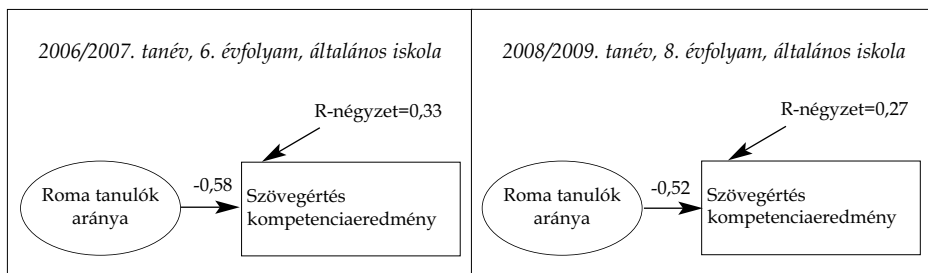 2006/2007. tanév, 6. évfolyam, általános iskola
R-négyzet=0,33
-0,58
Roma tanulók
aránya
Szövegértés
kompetenciaeredmény
2008/2009. tanév, 8. évfolyam, általános iskola
R-négyzet=0,27
-0,52
Roma tanulók
aránya
Szövegértés
kompetenciaeredmény